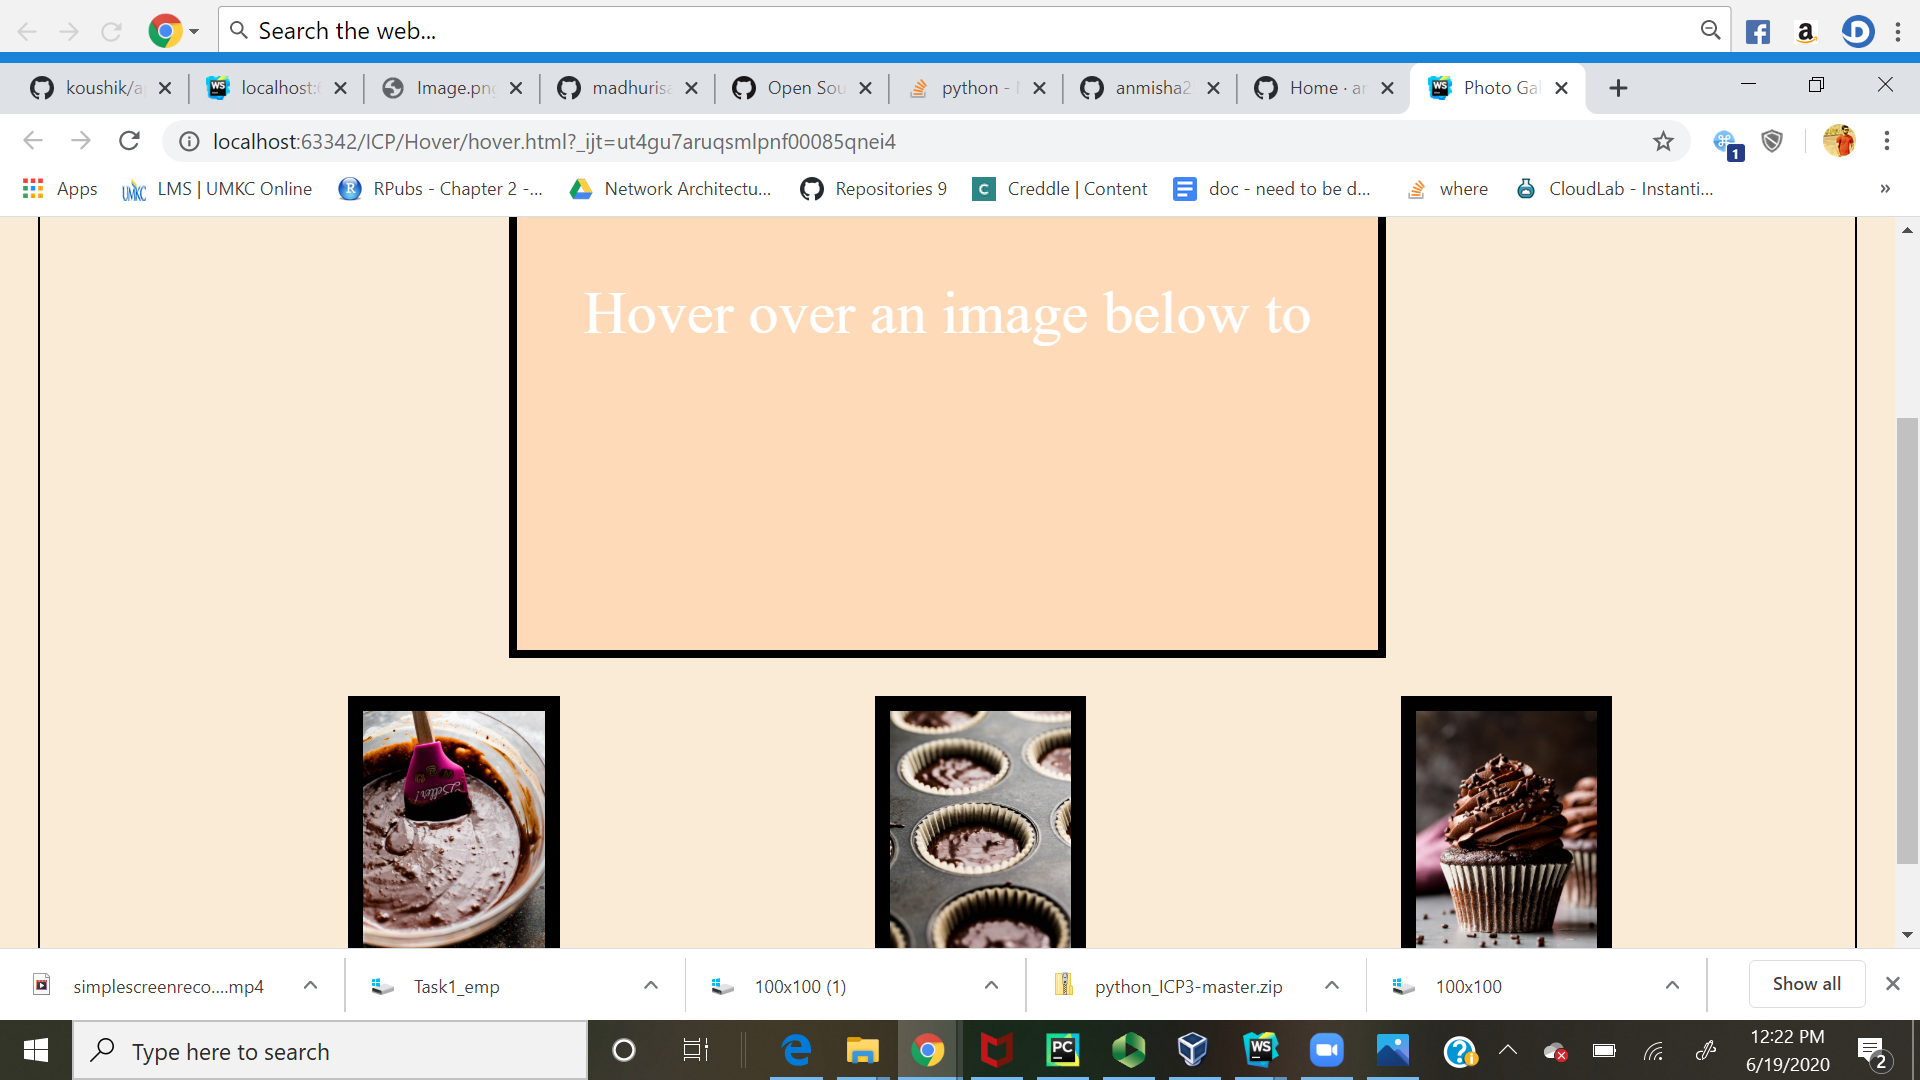 Search the web...
koushik/a
localhost:
Image.pn
madhuris
Open Sou
python -
anmisha2
Home · a
Photo Gal
localhost:63342/ICP/Hover/hover.html?_ijt=ut4gu7aruqsmlpnf00085qnei4
1
Apps
LMS | UMKC Online
RPubs - Chapter 2 -...
Network Architectu...
Repositories 9
Creddle | Content
doc - need to be d...
where
CloudLab - Instanti...
»
Hover over an image below to
simplescreenreco....mp4
Task1_emp
100x100 (1)
python_ICP3-master.zip
100x100
Show all
Type here to search
12:22 PM
6/19/2020
2